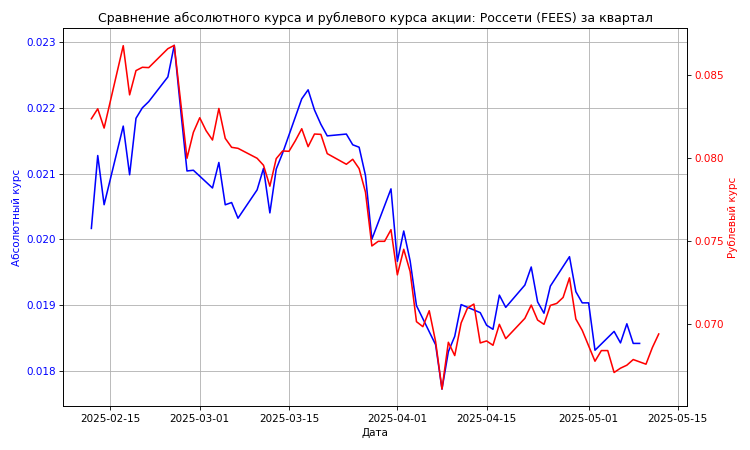 Сравнение абсолютного курса и рублевого курса акции: Россети (FEES) за квартал
Абсолютный курс
0.023
0.022
0.021
0.020
0.019
0.018
0.085
0.080
0.075
0.070
Рублевый курс
2025-02-15 2025-03-01 2025-03-15 2025-04-01 2025-04-15 2025-05-01 2025-05-15
Дата